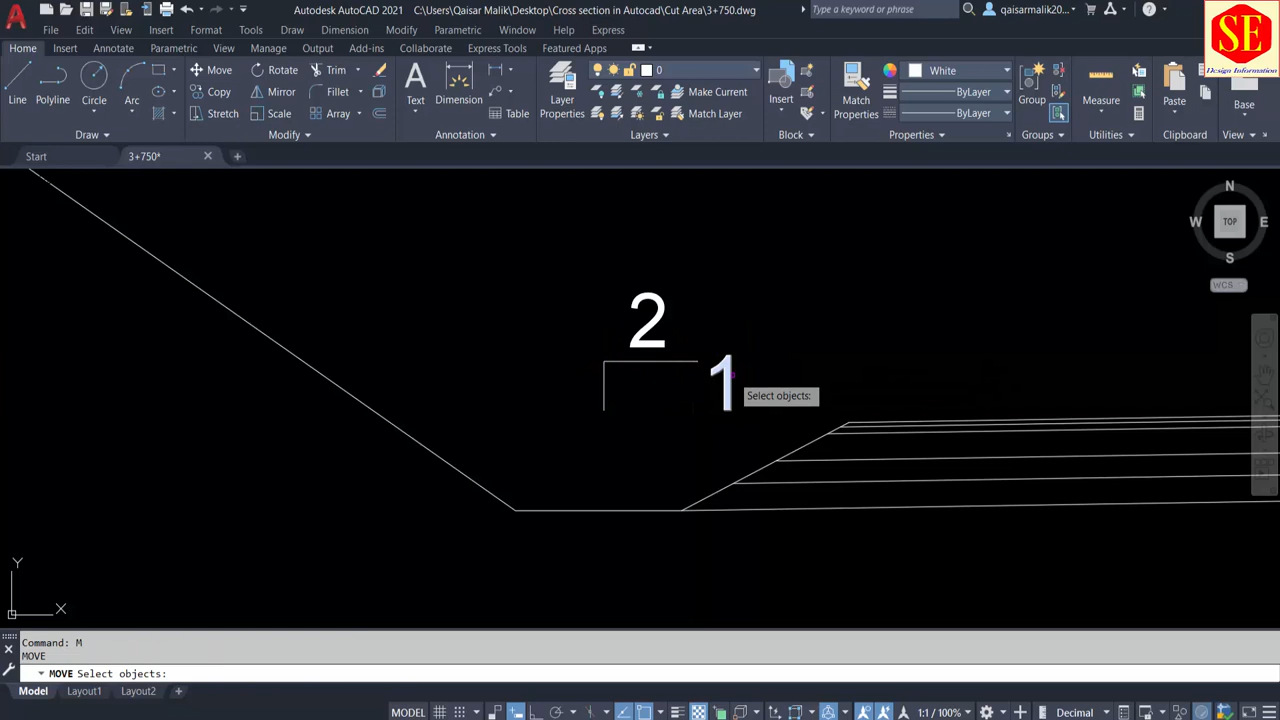 Autodesk AutoCAD 2021 C:\Users\Qaisar Malik\Desktop\Cross section in Autocad\Cut Area\3+750.dwg
Type a keyword or phrase
qaisarmalik20...
SE
Design Information
File Edit View Insert Format Tools Draw Dimension Modify Parametric Window Help Express
Home Insert Annotate Parametric View Manage Output Add-ins Collaborate Express Tools Featured Apps
Line Polyline Circle Arc
Move Rotate Trim
Copy Mirror Fillet
Stretch Scale Array
Text Dimension Table
Layer Properties
0
Make Current
Match Layer
Insert
Match Properties
White
ByLayer
ByLayer
Group
Measure
Paste
Base
Draw Modify Annotation Layers Block Properties Groups Utilities Clipboard View
Start 3+750*
N
W TOP E
S
WCS
2
1
Select objects:
Y
X
Command: M
MOVE
MOVE Select objects:
Model Layout1 Layout2
MODEL 1:1 / 100% Decimal